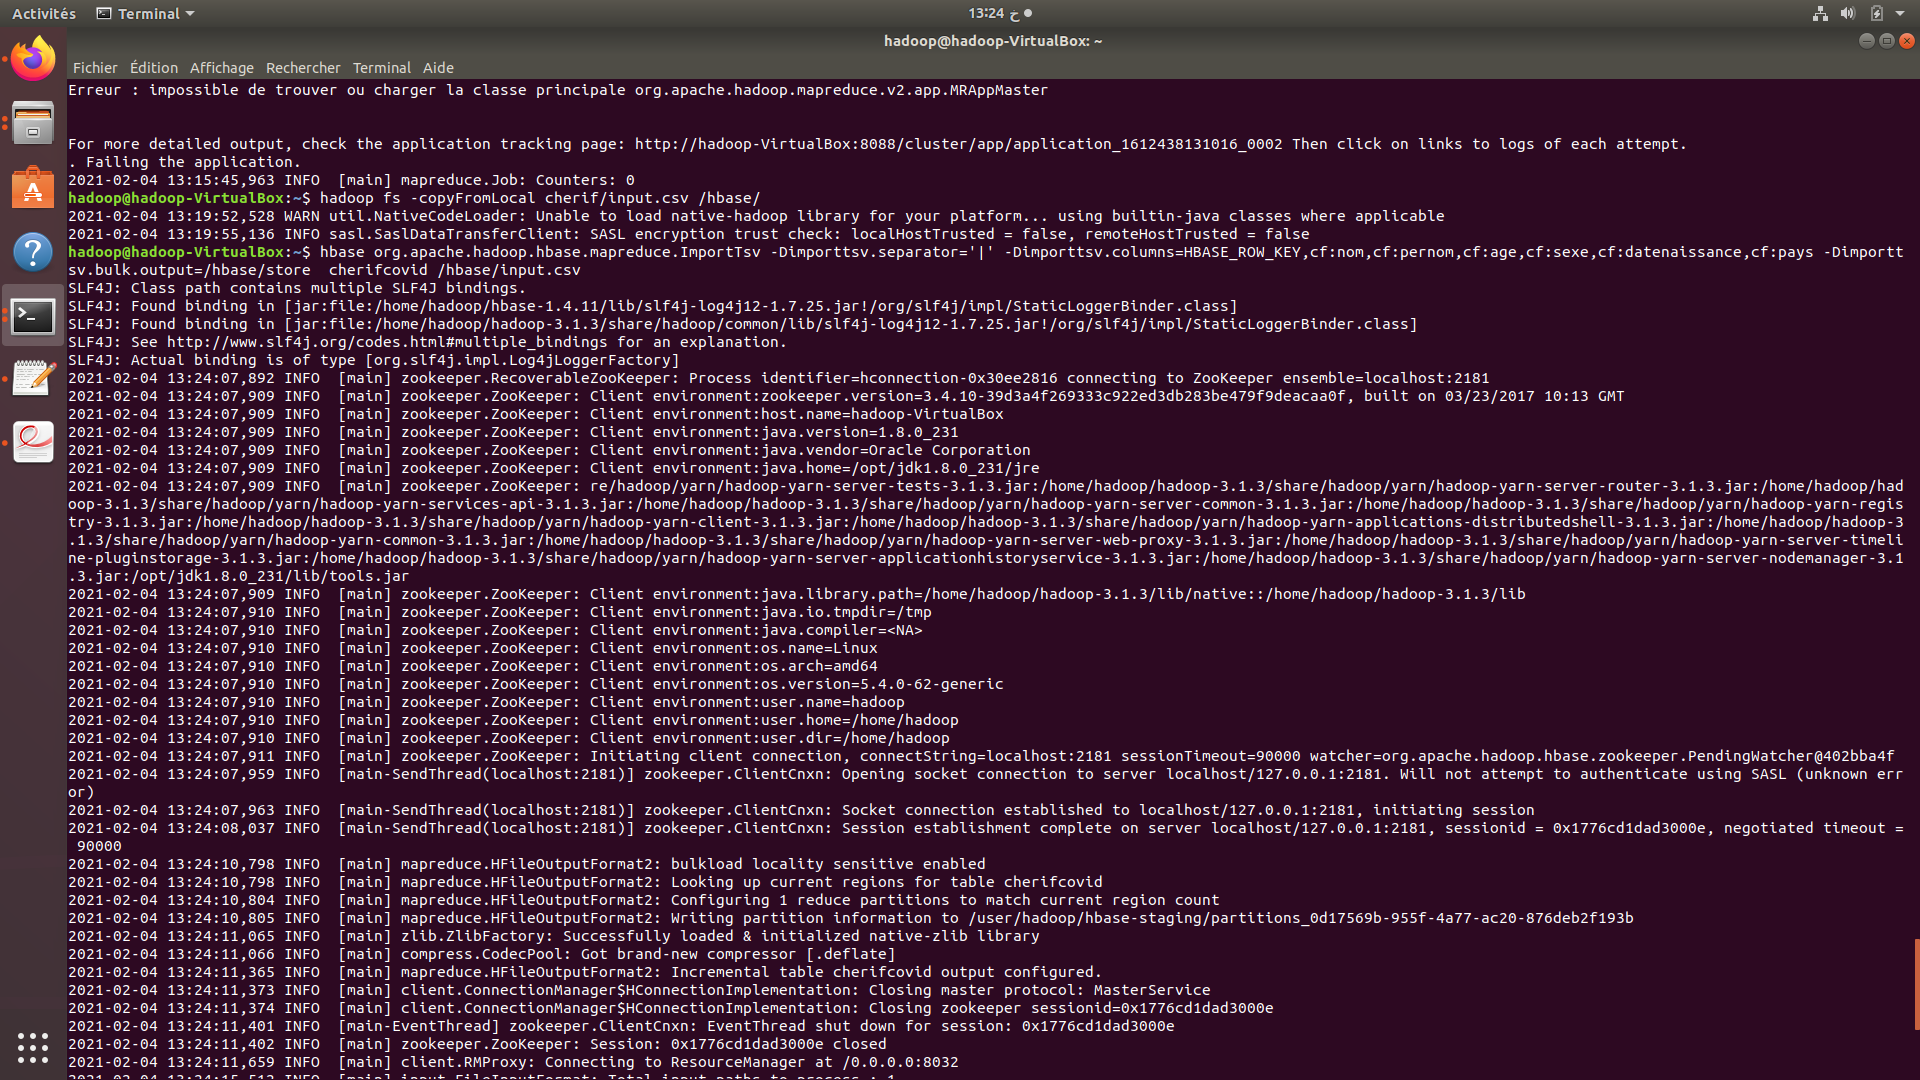 Activités
Terminal
13:24 خ
hadoop@hadoop-VirtualBox: ~
Fichier Édition Affichage Rechercher Terminal Aide
Erreur : impossible de trouver ou charger la classe principale org.apache.hadoop.mapreduce.v2.app.MRAppMaster
For more detailed output, check the application tracking page: http://hadoop-VirtualBox:8088/cluster/app/application_1612438131016_0002 Then click on links to logs of each attempt.
. Failing the application.
2021-02-04 13:15:45,963 INFO  [main] mapreduce.Job: Counters: 0
hadoop@hadoop-VirtualBox:~$ hadoop fs -copyFromLocal cherif/input.csv /hbase/
2021-02-04 13:19:52,528 WARN util.NativeCodeLoader: Unable to load native-hadoop library for your platform... using builtin-java classes where applicable
2021-02-04 13:19:55,136 INFO sasl.SaslDataTransferClient: SASL encryption trust check: localHostTrusted = false, remoteHostTrusted = false
hadoop@hadoop-VirtualBox:~$ hbase org.apache.hadoop.hbase.mapreduce.ImportTsv -Dimporttsv.separator='|' -Dimporttsv.columns=HBASE_ROW_KEY,cf:nom,cf:pernom,cf:age,cf:sexe,cf:datenaissance,cf:pays -Dimportt
sv.bulk.output=/hbase/store  cherifcovid /hbase/input.csv
SLF4J: Class path contains multiple SLF4J bindings.
SLF4J: Found binding in [jar:file:/home/hadoop/hbase-1.4.11/lib/slf4j-log4j12-1.7.25.jar!/org/slf4j/impl/StaticLoggerBinder.class]
SLF4J: Found binding in [jar:file:/home/hadoop/hadoop-3.1.3/share/hadoop/common/lib/slf4j-log4j12-1.7.25.jar!/org/slf4j/impl/StaticLoggerBinder.class]
SLF4J: See http://www.slf4j.org/codes.html#multiple_bindings for an explanation.
SLF4J: Actual binding is of type [org.slf4j.impl.Log4jLoggerFactory]
2021-02-04 13:24:07,892 INFO  [main] zookeeper.RecoverableZooKeeper: Process identifier=hconnection-0x30ee2816 connecting to ZooKeeper ensemble=localhost:2181
2021-02-04 13:24:07,909 INFO  [main] zookeeper.ZooKeeper: Client environment:zookeeper.version=3.4.10-39d3a4f269333c922ed3db283be479f9deacaa0f, built on 03/23/2017 10:13 GMT
2021-02-04 13:24:07,909 INFO  [main] zookeeper.ZooKeeper: Client environment:host.name=hadoop-VirtualBox
2021-02-04 13:24:07,909 INFO  [main] zookeeper.ZooKeeper: Client environment:java.version=1.8.0_231
2021-02-04 13:24:07,909 INFO  [main] zookeeper.ZooKeeper: Client environment:java.vendor=Oracle Corporation
2021-02-04 13:24:07,909 INFO  [main] zookeeper.ZooKeeper: Client environment:java.home=/opt/jdk1.8.0_231/jre
2021-02-04 13:24:07,909 INFO  [main] zookeeper.ZooKeeper: re/hadoop/yarn/hadoop-yarn-server-tests-3.1.3.jar:/home/hadoop/hadoop-3.1.3/share/hadoop/yarn/hadoop-yarn-server-router-3.1.3.jar:/home/hadoop/had
oop-3.1.3/share/hadoop/yarn/hadoop-yarn-services-api-3.1.3.jar:/home/hadoop/hadoop-3.1.3/share/hadoop/yarn/hadoop-yarn-server-common-3.1.3.jar:/home/hadoop/hadoop-3.1.3/share/hadoop/yarn/hadoop-yarn-regis
try-3.1.3.jar:/home/hadoop/hadoop-3.1.3/share/hadoop/yarn/hadoop-yarn-client-3.1.3.jar:/home/hadoop/hadoop-3.1.3/share/hadoop/yarn/hadoop-yarn-applications-distributedshell-3.1.3.jar:/home/hadoop/hadoop-3
.1.3/share/hadoop/yarn/hadoop-yarn-common-3.1.3.jar:/home/hadoop/hadoop-3.1.3/share/hadoop/yarn/hadoop-yarn-server-web-proxy-3.1.3.jar:/home/hadoop/hadoop-3.1.3/share/hadoop/yarn/hadoop-yarn-server-timeli
ne-pluginstorage-3.1.3.jar:/home/hadoop/hadoop-3.1.3/share/hadoop/yarn/hadoop-yarn-server-applicationhistoryservice-3.1.3.jar:/home/hadoop/hadoop-3.1.3/share/hadoop/yarn/hadoop-yarn-server-nodemanager-3.1
.3.jar:/opt/jdk1.8.0_231/lib/tools.jar
2021-02-04 13:24:07,909 INFO  [main] zookeeper.ZooKeeper: Client environment:java.library.path=/home/hadoop/hadoop-3.1.3/lib/native::/home/hadoop/hadoop-3.1.3/lib
2021-02-04 13:24:07,910 INFO  [main] zookeeper.ZooKeeper: Client environment:java.io.tmpdir=/tmp
2021-02-04 13:24:07,910 INFO  [main] zookeeper.ZooKeeper: Client environment:java.compiler=<NA>
2021-02-04 13:24:07,910 INFO  [main] zookeeper.ZooKeeper: Client environment:os.name=Linux
2021-02-04 13:24:07,910 INFO  [main] zookeeper.ZooKeeper: Client environment:os.arch=amd64
2021-02-04 13:24:07,910 INFO  [main] zookeeper.ZooKeeper: Client environment:os.version=5.4.0-62-generic
2021-02-04 13:24:07,910 INFO  [main] zookeeper.ZooKeeper: Client environment:user.name=hadoop
2021-02-04 13:24:07,910 INFO  [main] zookeeper.ZooKeeper: Client environment:user.home=/home/hadoop
2021-02-04 13:24:07,910 INFO  [main] zookeeper.ZooKeeper: Client environment:user.dir=/home/hadoop
2021-02-04 13:24:07,911 INFO  [main] zookeeper.ZooKeeper: Initiating client connection, connectString=localhost:2181 sessionTimeout=90000 watcher=org.apache.hadoop.hbase.zookeeper.PendingWatcher@402bba4f
2021-02-04 13:24:07,959 INFO  [main-SendThread(localhost:2181)] zookeeper.ClientCnxn: Opening socket connection to server localhost/127.0.0.1:2181. Will not attempt to authenticate using SASL (unknown err
or)
2021-02-04 13:24:07,963 INFO  [main-SendThread(localhost:2181)] zookeeper.ClientCnxn: Socket connection established to localhost/127.0.0.1:2181, initiating session
2021-02-04 13:24:08,037 INFO  [main-SendThread(localhost:2181)] zookeeper.ClientCnxn: Session establishment complete on server localhost/127.0.0.1:2181, sessionid = 0x1776cd1dad3000e, negotiated timeout =
 90000
2021-02-04 13:24:10,798 INFO  [main] mapreduce.HFileOutputFormat2: bulkload locality sensitive enabled
2021-02-04 13:24:10,798 INFO  [main] mapreduce.HFileOutputFormat2: Looking up current regions for table cherifcovid
2021-02-04 13:24:10,804 INFO  [main] mapreduce.HFileOutputFormat2: Configuring 1 reduce partitions to match current region count
2021-02-04 13:24:10,805 INFO  [main] mapreduce.HFileOutputFormat2: Writing partition information to /user/hadoop/hbase-staging/partitions_0d17569b-955f-4a77-ac20-876deb2f193b
2021-02-04 13:24:11,065 INFO  [main] zlib.ZlibFactory: Successfully loaded & initialized native-zlib library
2021-02-04 13:24:11,066 INFO  [main] compress.CodecPool: Got brand-new compressor [.deflate]
2021-02-04 13:24:11,365 INFO  [main] mapreduce.HFileOutputFormat2: Incremental table cherifcovid output configured.
2021-02-04 13:24:11,373 INFO  [main] client.ConnectionManager$HConnectionImplementation: Closing master protocol: MasterService
2021-02-04 13:24:11,374 INFO  [main] client.ConnectionManager$HConnectionImplementation: Closing zookeeper sessionid=0x1776cd1dad3000e
2021-02-04 13:24:11,401 INFO  [main-EventThread] zookeeper.ClientCnxn: EventThread shut down for session: 0x1776cd1dad3000e
2021-02-04 13:24:11,402 INFO  [main] zookeeper.ZooKeeper: Session: 0x1776cd1dad3000e closed
2021-02-04 13:24:11,659 INFO  [main] client.RMProxy: Connecting to ResourceManager at /0.0.0.0:8032